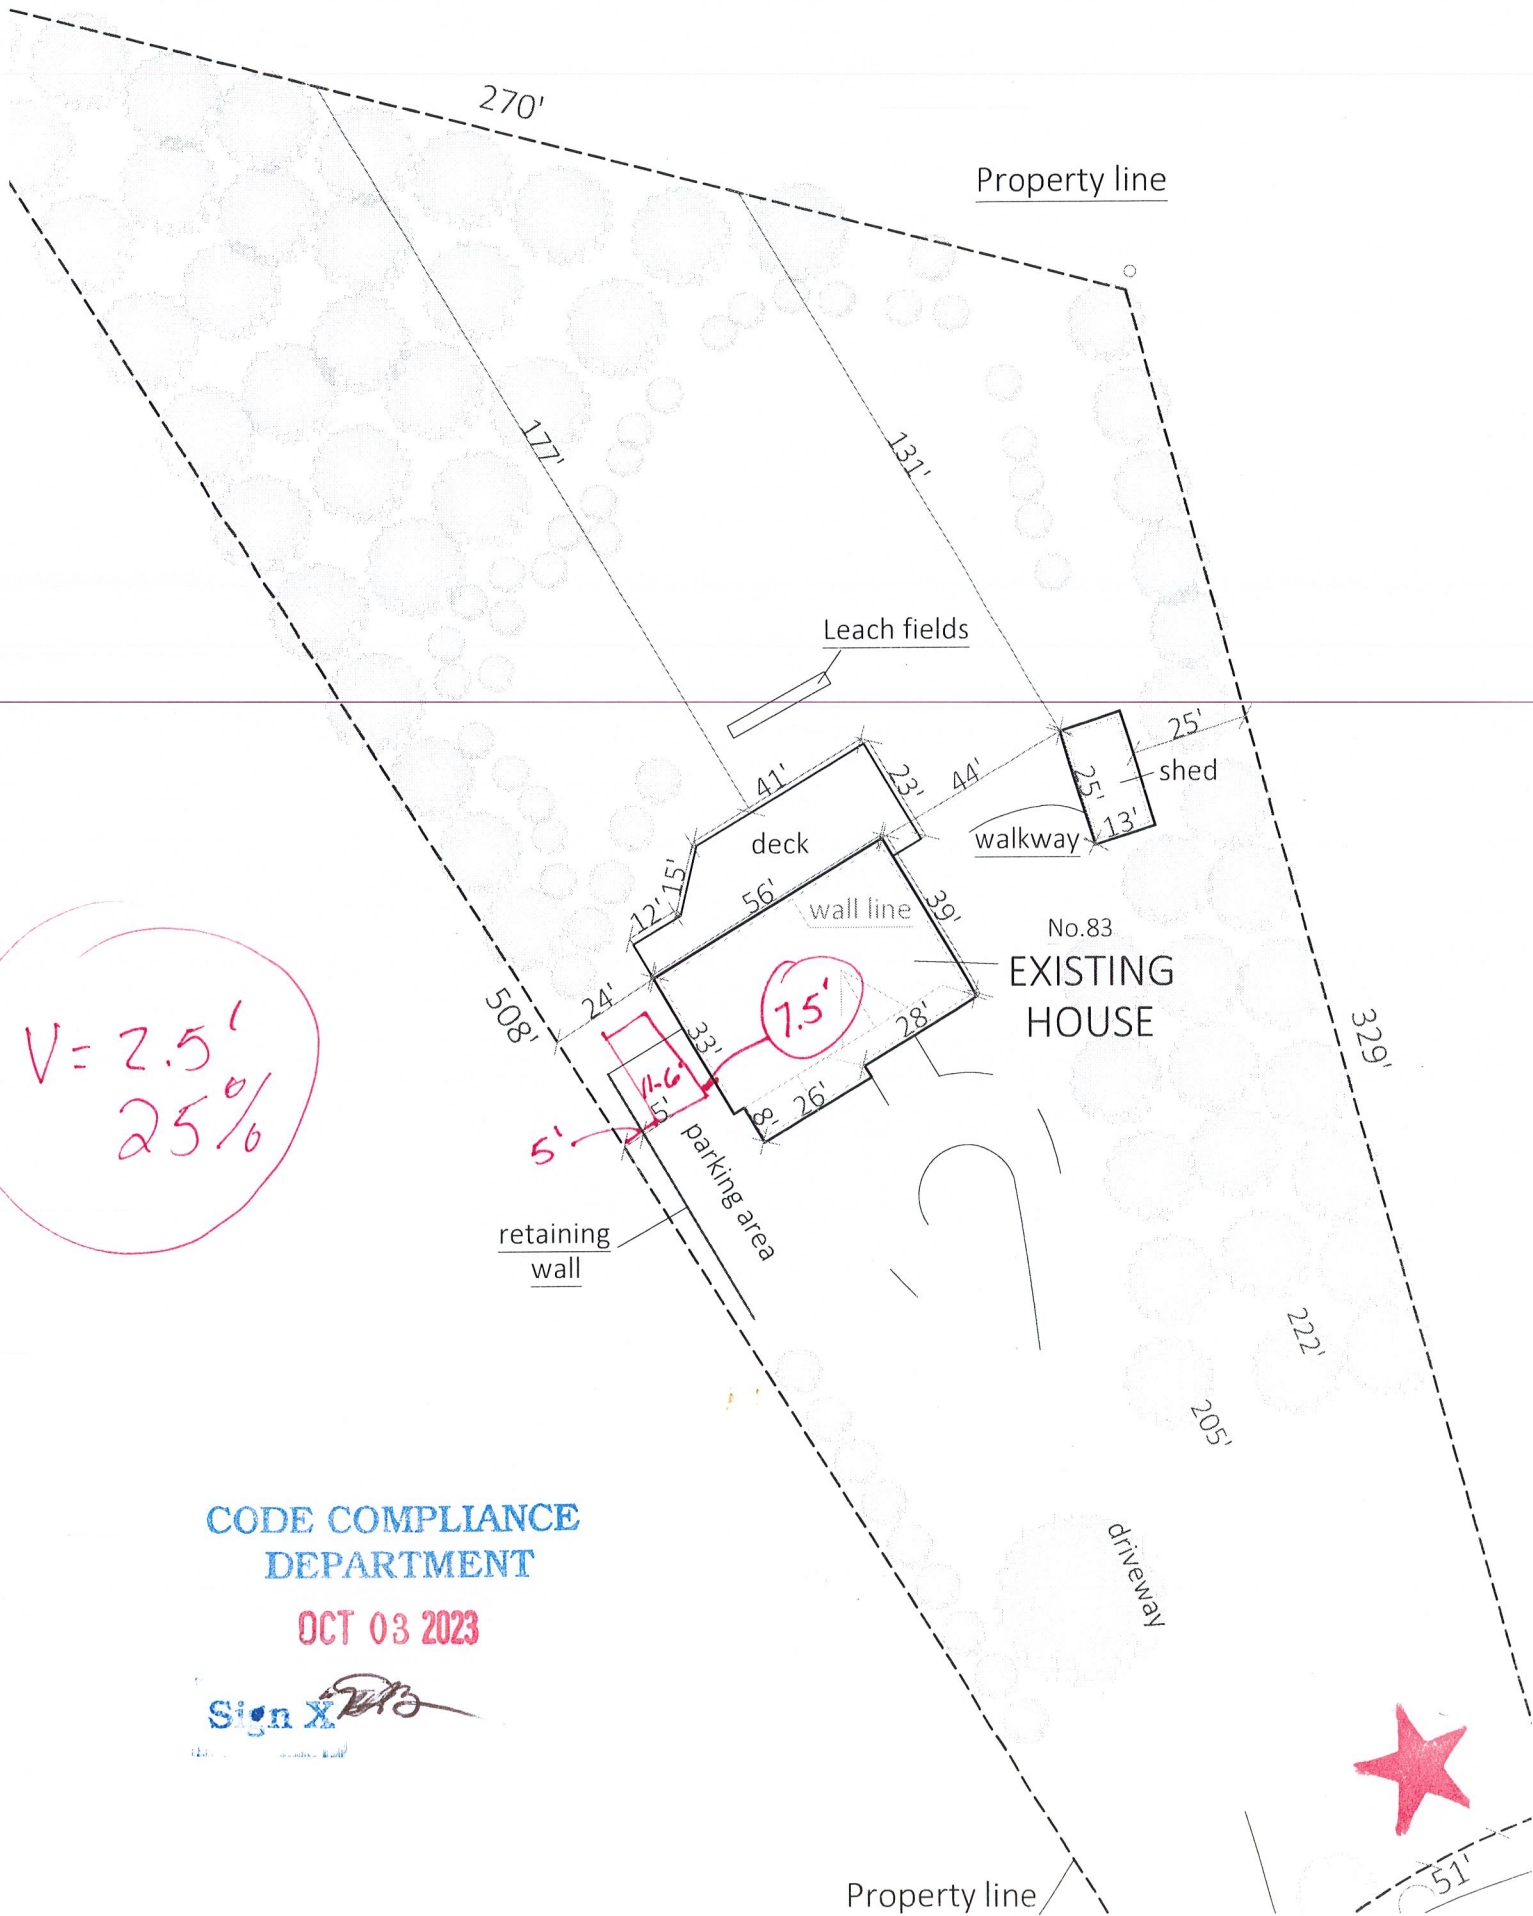 270'
Property line
177'
131'
Leach fields
25'
shed
44'
41'
23'
25'
13'
walkway
deck
15'
12'
56'
wall line
39'
No.83
EXISTING
HOUSE
24'
508'
7.5'
33'
28'
329'
V= 2.5'
25%
11-6"
5'
5'
8'
26'
parking area
retaining
wall
222'
205'
CODE COMPLIANCE
DEPARTMENT
OCT 03 2023
Sign X
driveway
51'
Property line